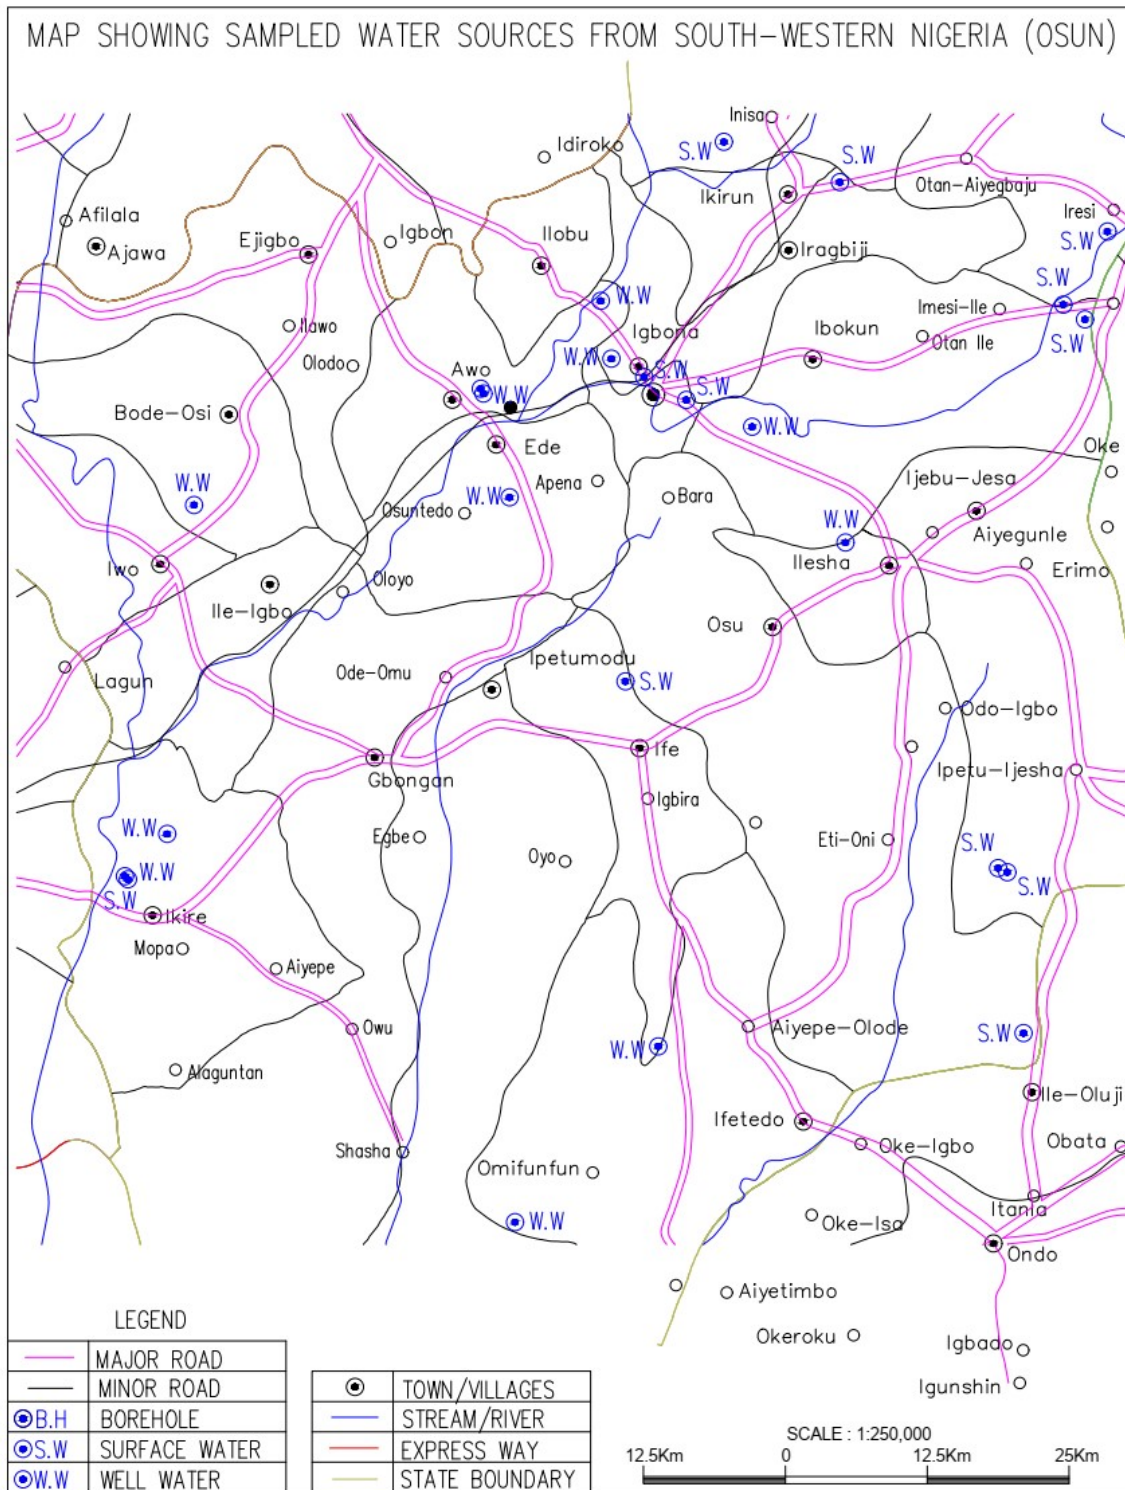 MAP SHOWING SAMPLED WATER SOURCES FROM SOUTH-WESTERN NIGERIA (OSUN)
Inisa
Idiroko
S.W
S.W
Otan-Aiyegbaju
Ikirun
Afilala
Iresi
Ajawa
Ejigbo
Igbon
Ilobu
Iragbiji
S.W
S.W
W.W
Imesi-Ile
Ilawo
Igbona
Ibokun
Otan Ile
S.W
Olodo
W.W
S.W
Awo
W.W
S.W
Bode-Osi
W.W
Ede
Oke
W.W
Apena
Ijebu-Jesa
W.W
Bara
Osuntedo
W.W
Aiyegunle
Iwo
Ilesha
Erimo
Ile-Igbo
Oloyo
Osu
Ipetumodu
Ode-Omu
S.W
Lagun
Odo-Igbo
Ife
Gbongan
Ipetu-Ijesha
Igbira
W.W
Egbe
Eti-Oni
S.W
Oyo
W.W
S.W
S.W
Ikire
Mopa
Aiyepe
Owu
Aiyepe-Olode
S.W
W.W
Alaguntan
Ile-Oluji
Ifetedo
Shasha
Oke-Igbo
Obata
Omifunfun
Itania
W.W
Oke-Isa
Ondo
Aiyetimbo
Okeroku
Igbado
Igunshin
LEGEND
MAJOR ROAD
MINOR ROAD
B.H BOREHOLE
S.W SURFACE WATER
W.W WELL WATER
TOWN/VILLAGES
STREAM/RIVER
EXPRESS WAY
STATE BOUNDARY
SCALE : 1:250,000
12.5Km 0 12.5Km 25Km